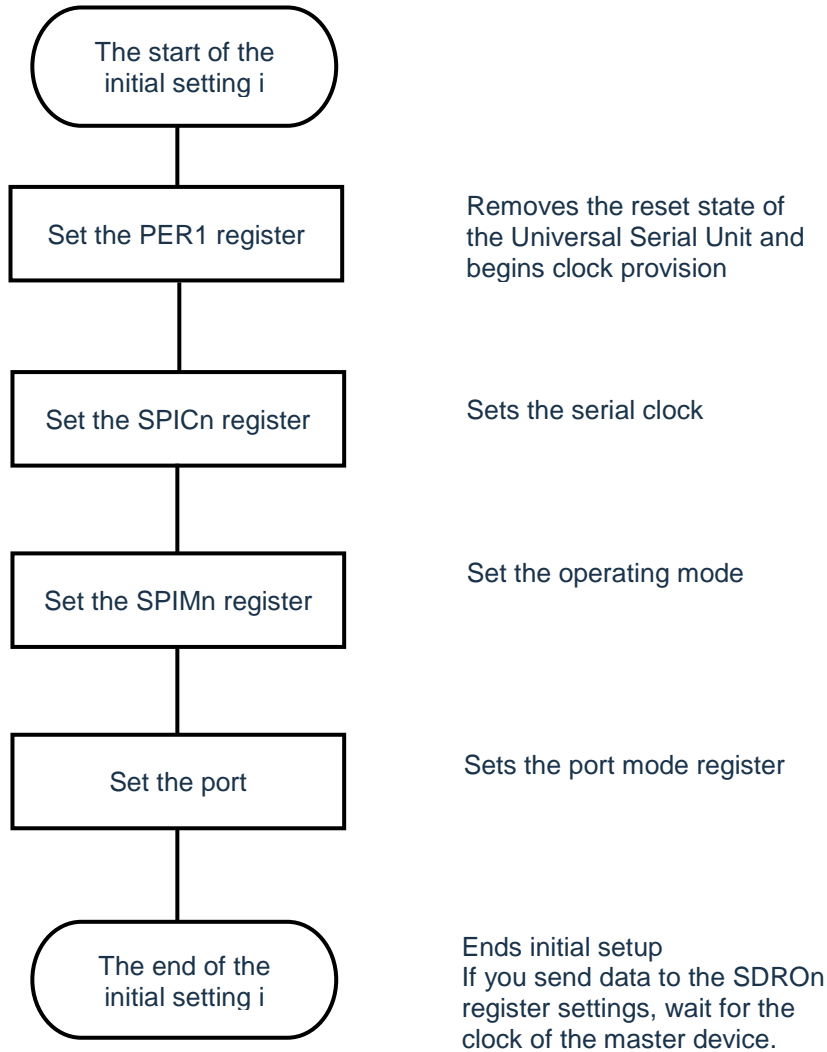 The start of the
initial setting i
Set the PER1 register
Removes the reset state of
the Universal Serial Unit and
begins clock provision
Set the SPICn register
Sets the serial clock
Set the SPIMn register
Set the operating mode
Set the port
Sets the port mode register
The end of the
initial setting i
Ends initial setup
If you send data to the SDROn
register settings, wait for the
clock of the master device.